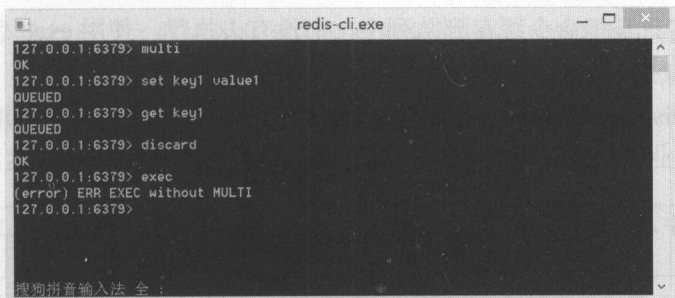 redis-cli.exe
127.0.0.1:6379> multi
OK
127.0.0.1:6379> set key1 value1
QUEUED
127.0.0.1:6379> get key1
QUEUED
127.0.0.1:6379> discard
OK
127.0.0.1:6379> exec
(error) ERR EXEC without MULTI
127.0.0.1:6379>
搜狗拼音输入法 全 :